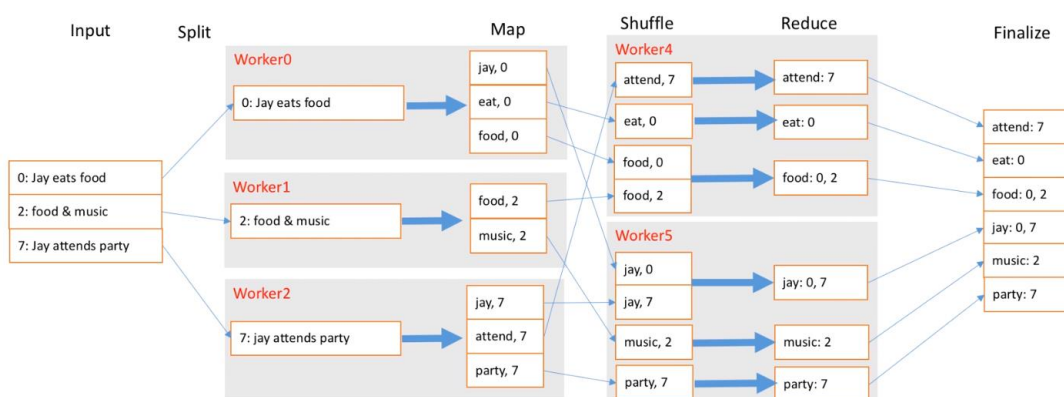 Input
Split
Map
Shuffle
Reduce
Finalize
0: Jay eats food
2: food & music
7: Jay attends party
Worker0
0: Jay eats food
jay, 0
eat, 0
food, 0
Worker1
2: food & music
food, 2
music, 2
Worker2
7: jay attends party
jay, 7
attend, 7
party, 7
Worker4
attend, 7
eat, 0
food, 0
food, 2
attend: 7
eat: 0
food: 0, 2
Worker5
jay, 0
jay, 7
music, 2
party, 7
jay: 0, 7
music: 2
party: 7
attend: 7
eat: 0
food: 0, 2
jay: 0, 7
music: 2
party: 7